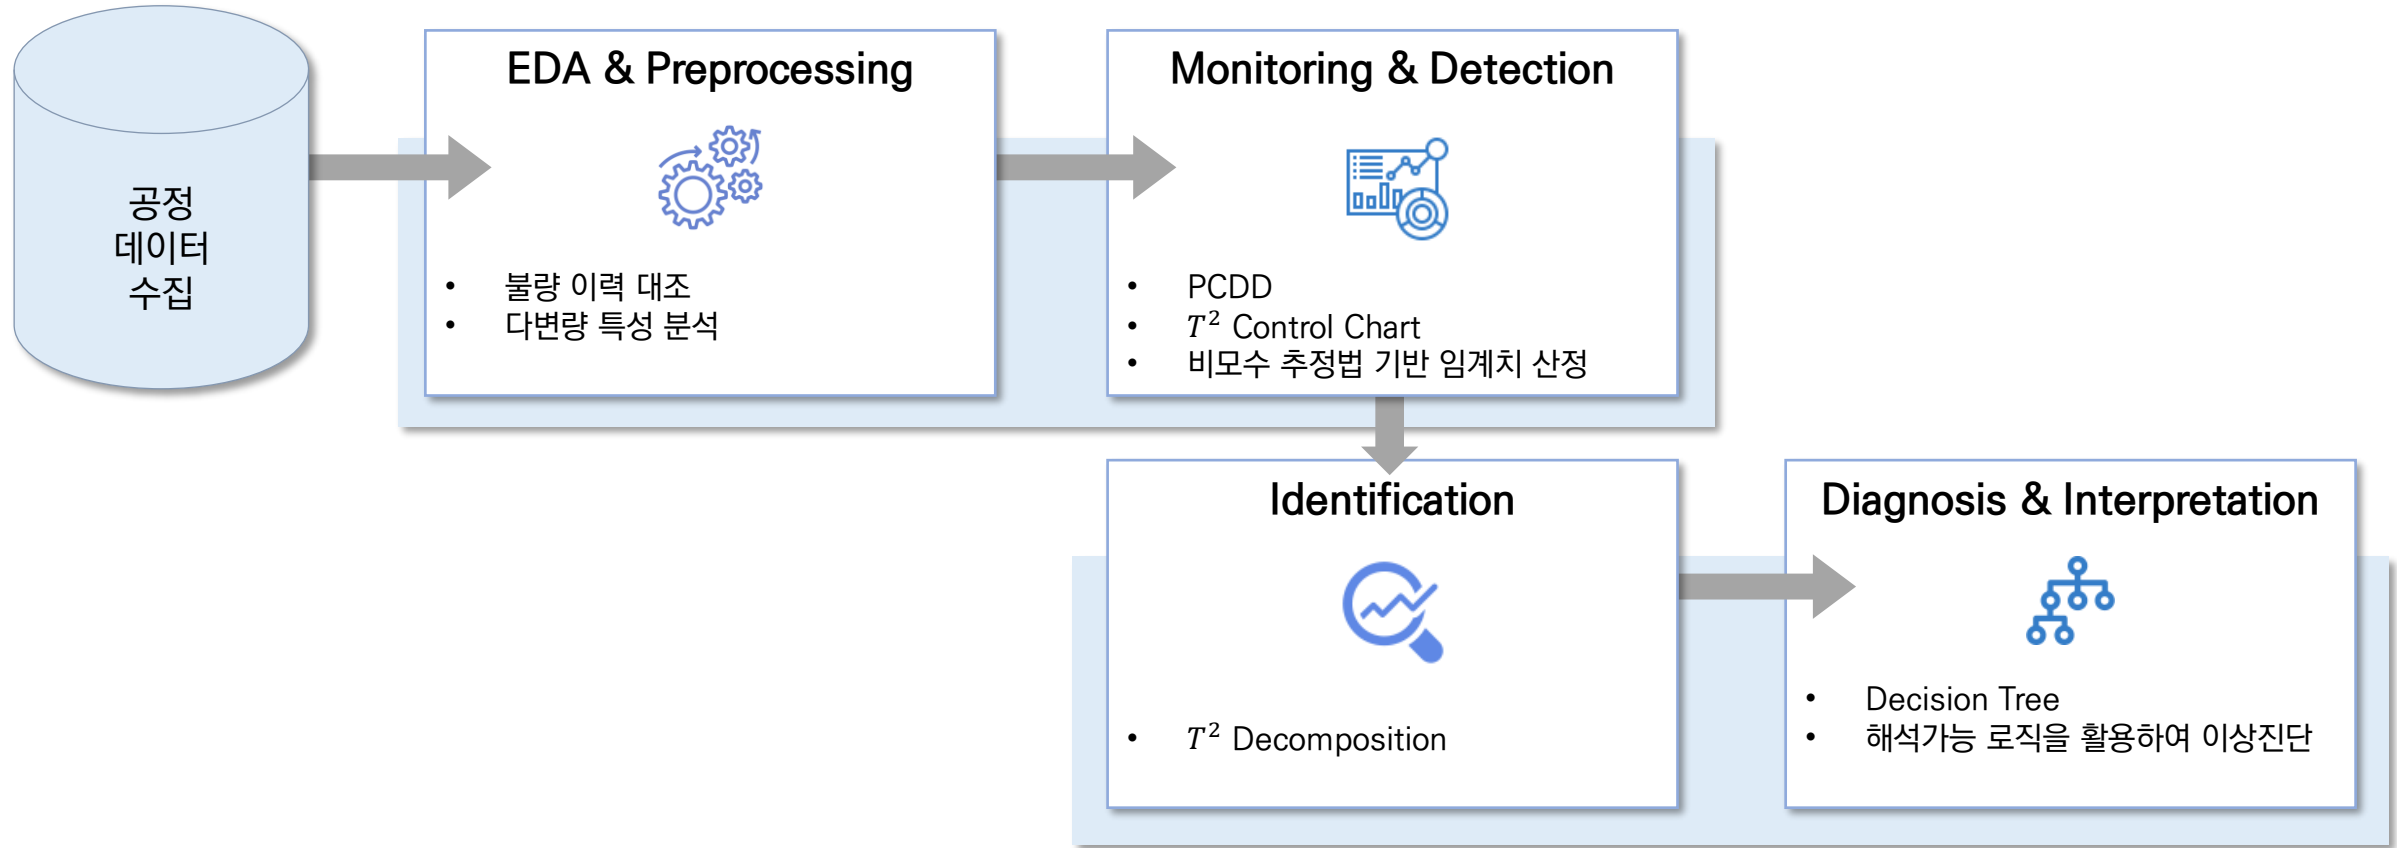 공정
데이터
수집
EDA & Preprocessing
• 불량 이력 대조
• 다변량 특성 분석
Monitoring & Detection
• PCDD
• T² Control Chart
• 비모수 추정법 기반 임계치 산정
Identification
• T² Decomposition
Diagnosis & Interpretation
• Decision Tree
• 해석가능 로직을 활용하여 이상진단